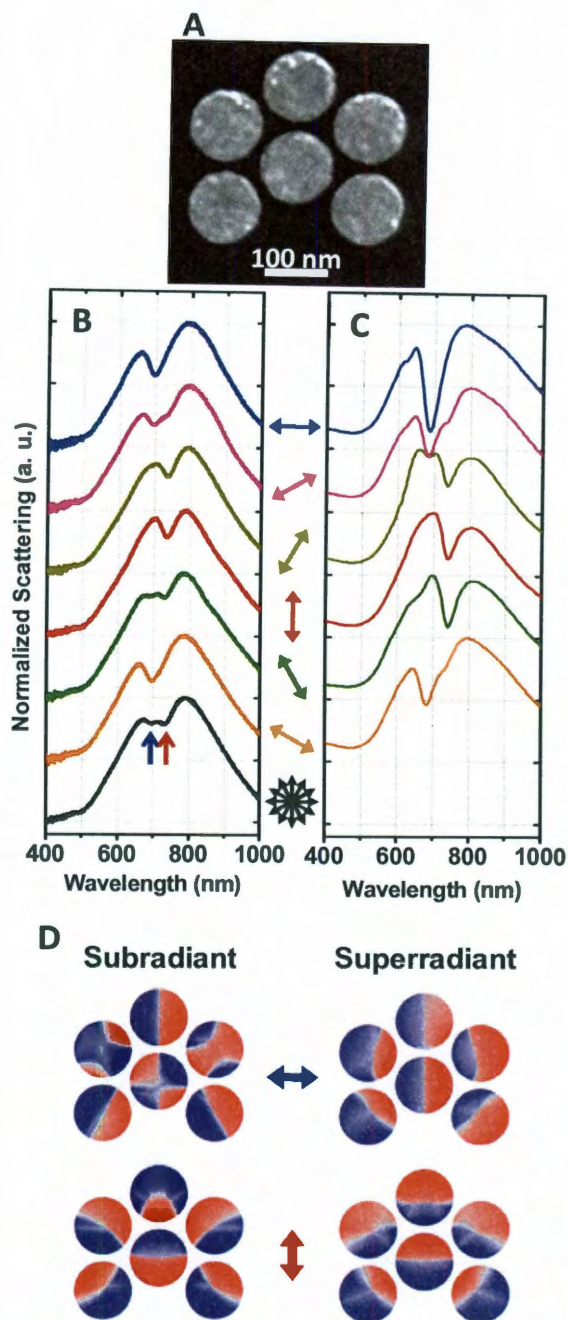 A
100 nm
B
C
Normalized Scattering (a. u.)
400 600 800 1000
400 600 800 1000
Wavelength (nm)
Wavelength (nm)
D
Subradiant
Superradiant